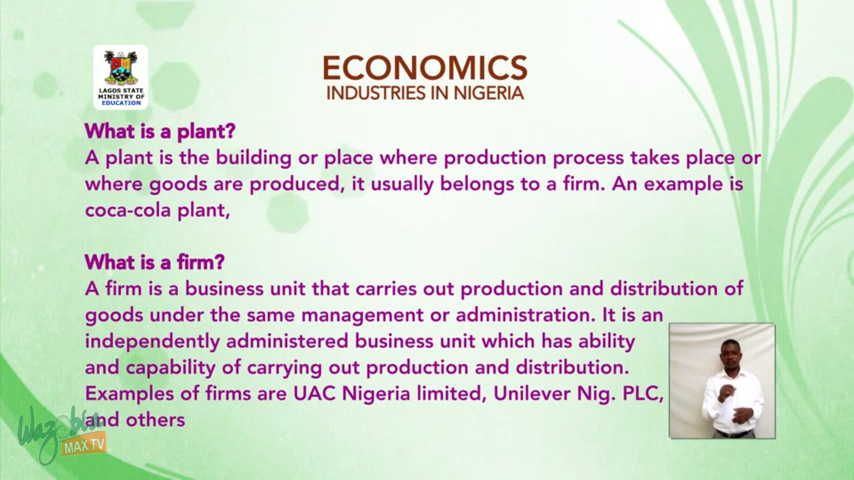 LAGOS STATE
MINISTRY OF
EDUCATION
ECONOMICS
INDUSTRIES IN NIGERIA
What is a plant?
A plant is the building or place where production process takes place or
where goods are produced, it usually belongs to a firm. An example is
coca-cola plant,
What is a firm?
A firm is a business unit that carries out production and distribution of
goods under the same management or administration. It is an
independently administered business unit which has ability
and capability of carrying out production and distribution.
Examples of firms are UAC Nigeria limited, Unilever Nig. PLC,
and others
Wazobia
MAX TV